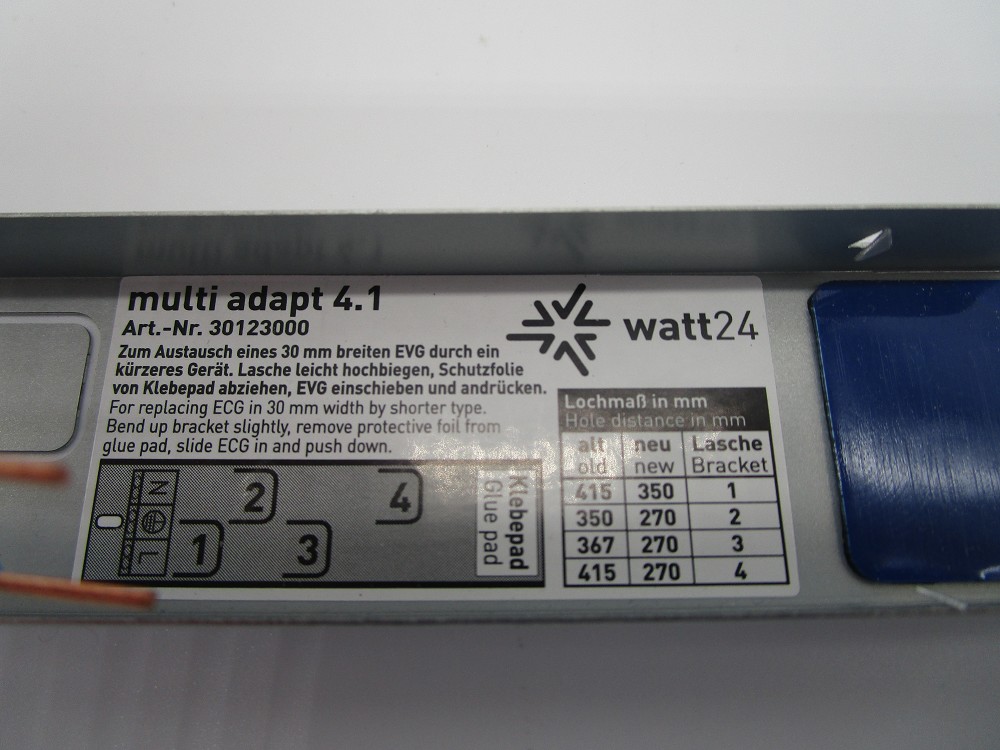 multi adapt 4.1
Art.-Nr. 30123000
watt24
Zum Austausch eines 30 mm breiten EVG durch ein
kürzeres Gerät. Lasche leicht hochbiegen, Schutzfolie
von Klebepad abziehen, EVG einschieben und andrücken.
For replacing ECG in 30 mm width by shorter type.
Bend up bracket slightly, remove protective foil from
glue pad, slide ECG in and push down.
N
L
1
2
3
4
Klebepad
Glue pad
Lochmaß in mm
Hole distance in mm
alt neu Lasche
old new Bracket
415 350 1
350 270 2
367 270 3
415 270 4